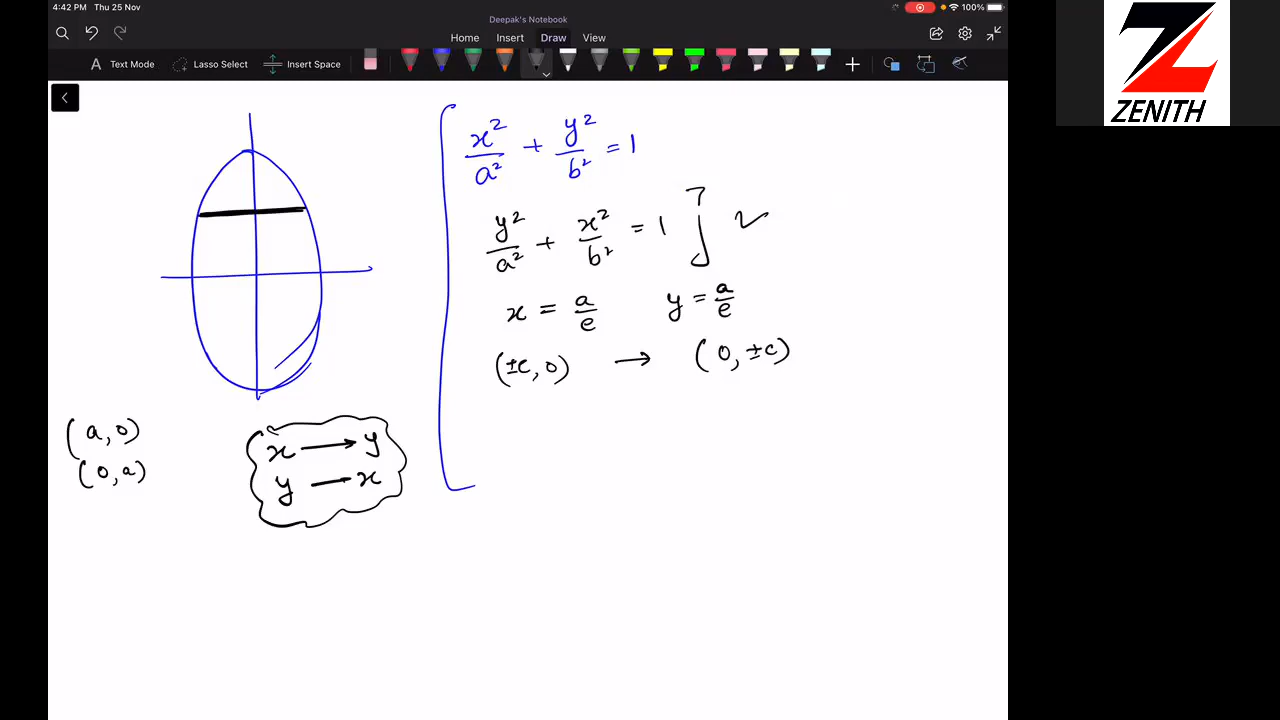 4:42 PM Thu 25 Nov
100%
Deepak's Notebook
Home Insert Draw View
Text Mode Lasso Select Insert Space
ZENITH
x²/a² + y²/b² = 1
y²/a² + x²/b² = 1
x = a/e y = a/e
(±c, 0) → (0, ±c)
(a, 0)
(0, a)
x → y
y → x